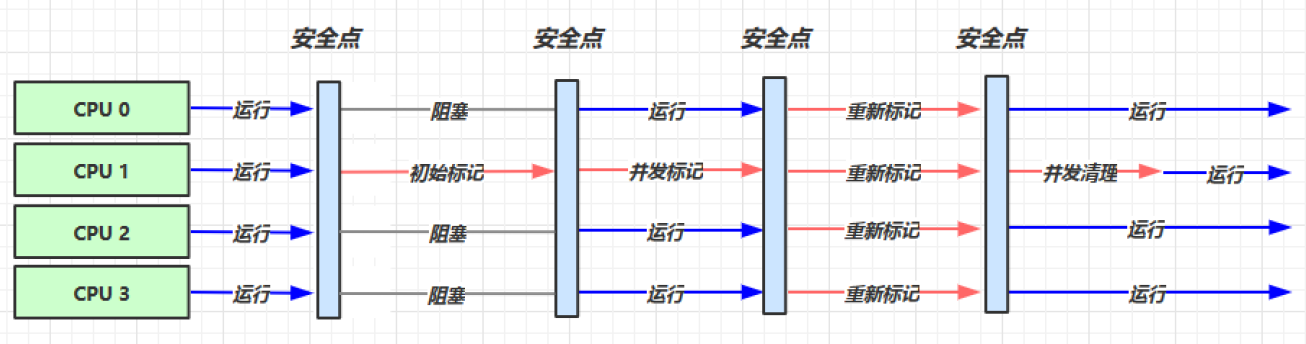 安全点 安全点 安全点 安全点
CPU 0 运行 阻塞 运行 重新标记 运行
CPU 1 运行 初始标记 并发标记 重新标记 并发清理 运行
CPU 2 运行 阻塞 运行 重新标记 运行
CPU 3 运行 阻塞 运行 重新标记 运行